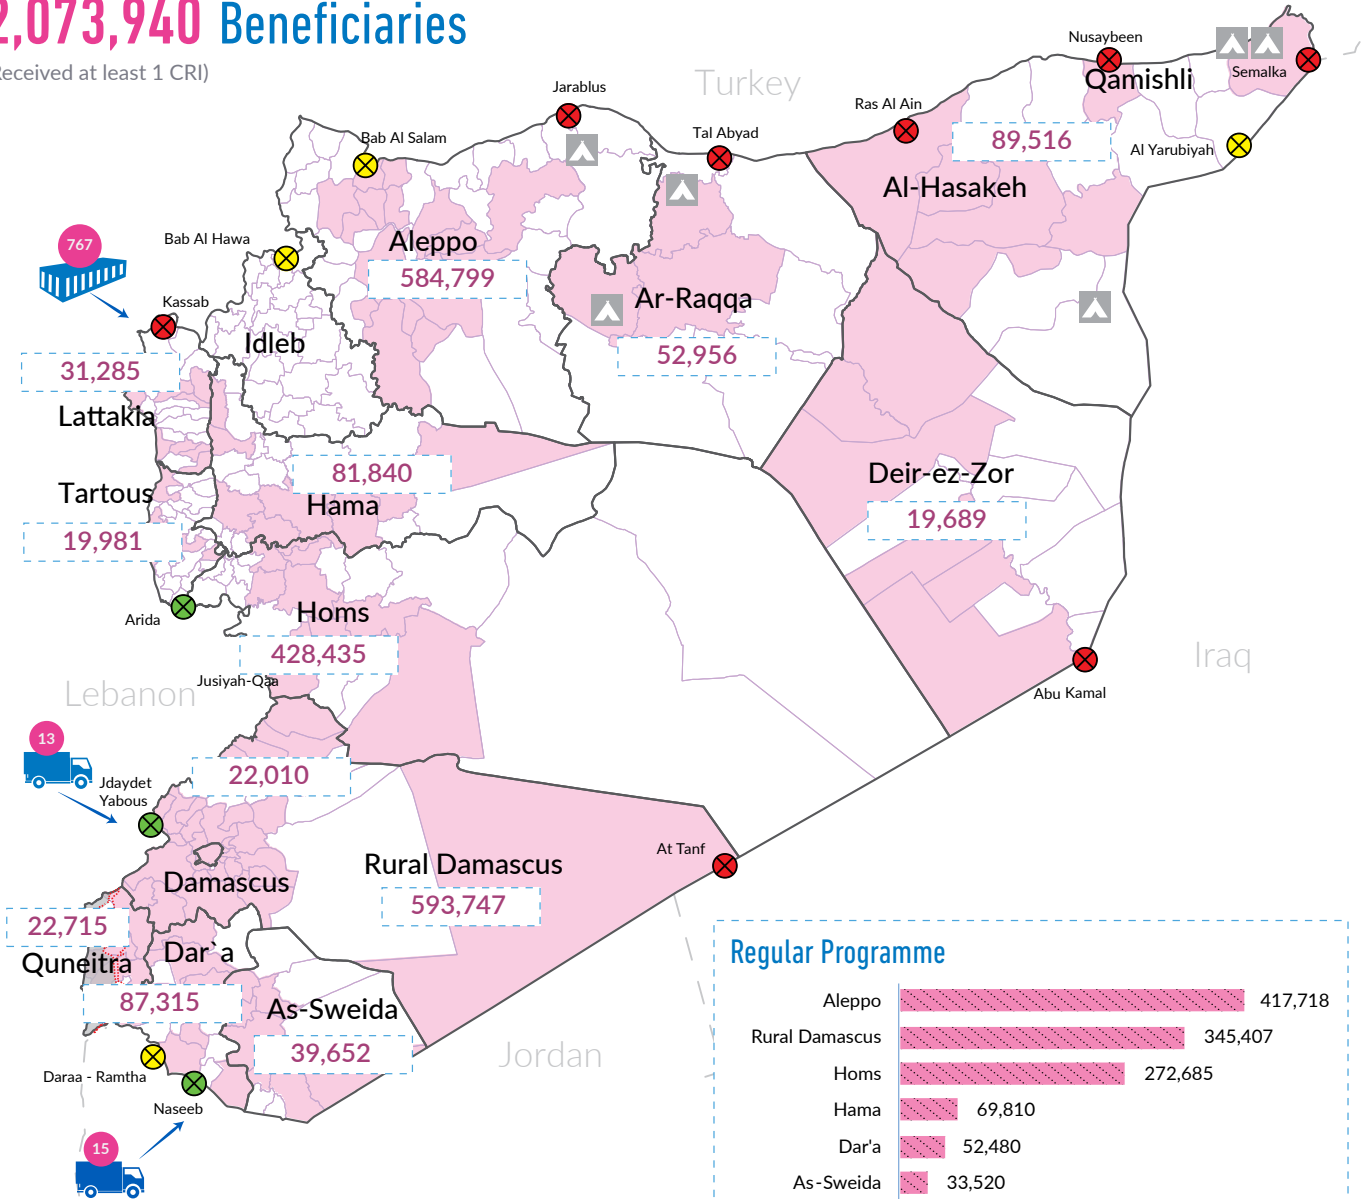 2,073,940 Beneficiaries
Received at least 1 CRI)
Turkey
Nusaybeen
Qamishli
Semalka
Jarablus
Ras Al Ain
Bab Al Salam
Tal Abyad
89,516
Al Yarubiyah
Al-Hasakeh
767
Bab Al Hawa
Aleppo
584,799
Kassab
Ar-Raqqa
Idleb
52,956
31,285
Lattakia
81,840
Deir-ez-Zor
Tartous
Hama
19,689
19,981
Arida
Homs
428,435
Iraq
Jusiyah-Qaa
Lebanon
Abu Kamal
13
22,010
Jdaydet
Yabous
At Tanf
Rural Damascus
Damascus
593,747
22,715
Dar`a
Quneitra
87,315
As-Sweida
39,652
Jordan
Daraa - Ramtha
Naseeb
15
Regular Programme
Aleppo 417,718
Rural Damascus 345,407
Homs 272,685
Hama 69,810
Dar'a 52,480
As-Sweida 33,520